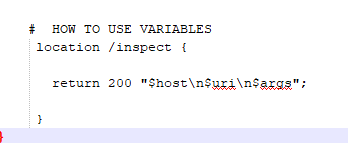 # HOW TO USE VARIABLES
location /inspect {
return 200 "$host\n$uri\n$args";
}
}